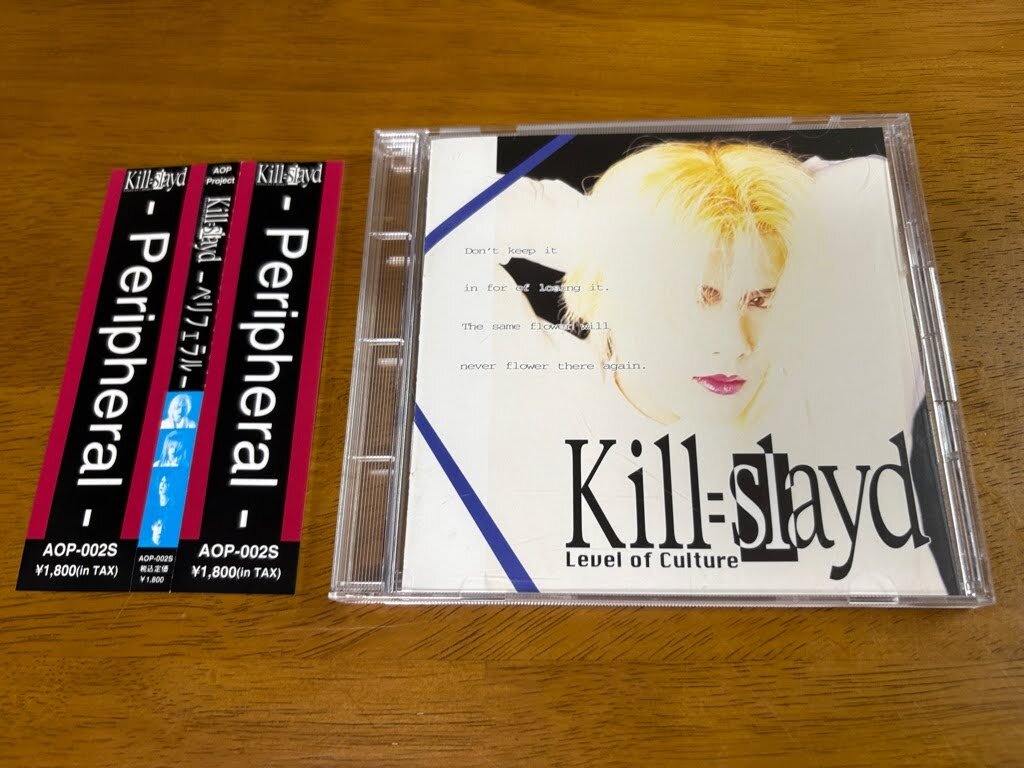 Kill=slayd
- Peripheral -
AOP-002S
¥1,800(in TAX)
AOP
Project
Kill=slayd
- ペリフェラル -
AOP-002S
税込定価
¥1,800
Kill=slayd
- Peripheral -
AOP-002S
¥1,800(in TAX)
Don't keep it
in for of losing it.
The same flower will
never flower there again.
Kill=slayd
Level of Culture